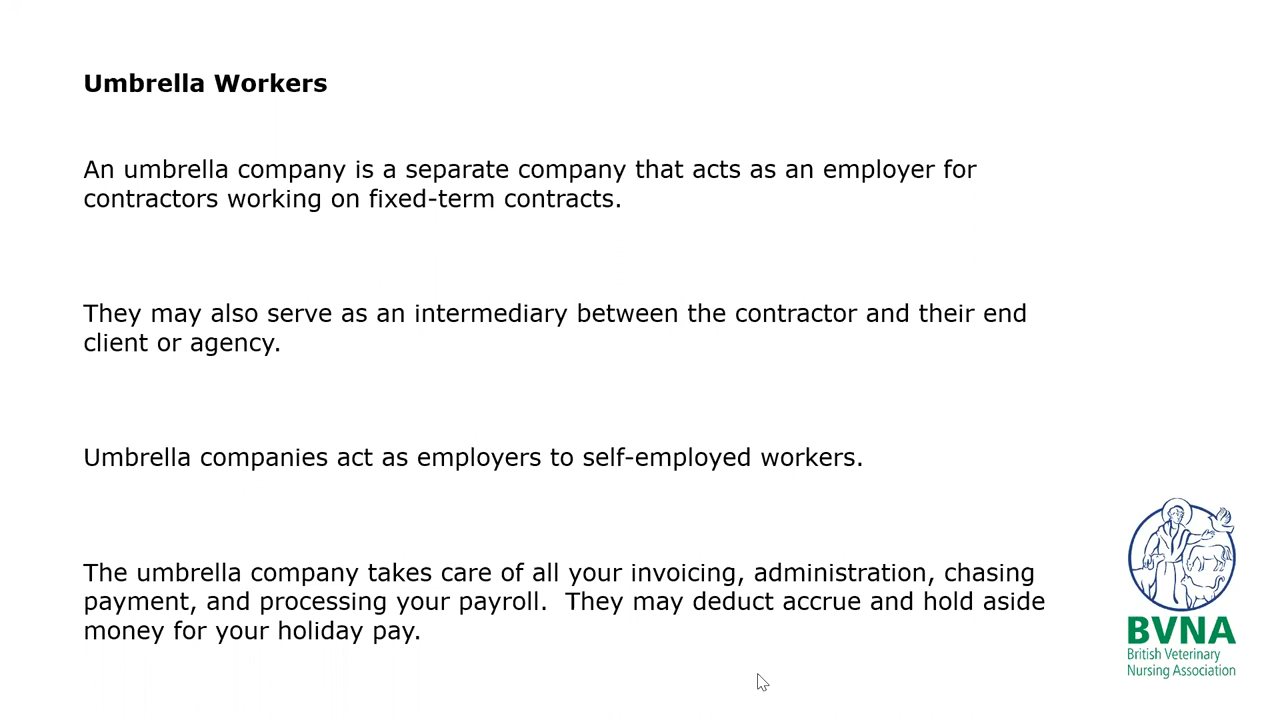 Umbrella Workers
An umbrella company is a separate company that acts as an employer for
contractors working on fixed-term contracts.
They may also serve as an intermediary between the contractor and their end
client or agency.
Umbrella companies act as employers to self-employed workers.
The umbrella company takes care of all your invoicing, administration, chasing
payment, and processing your payroll.  They may deduct accrue and hold aside
money for your holiday pay.
BVNA
British Veterinary
Nursing Association